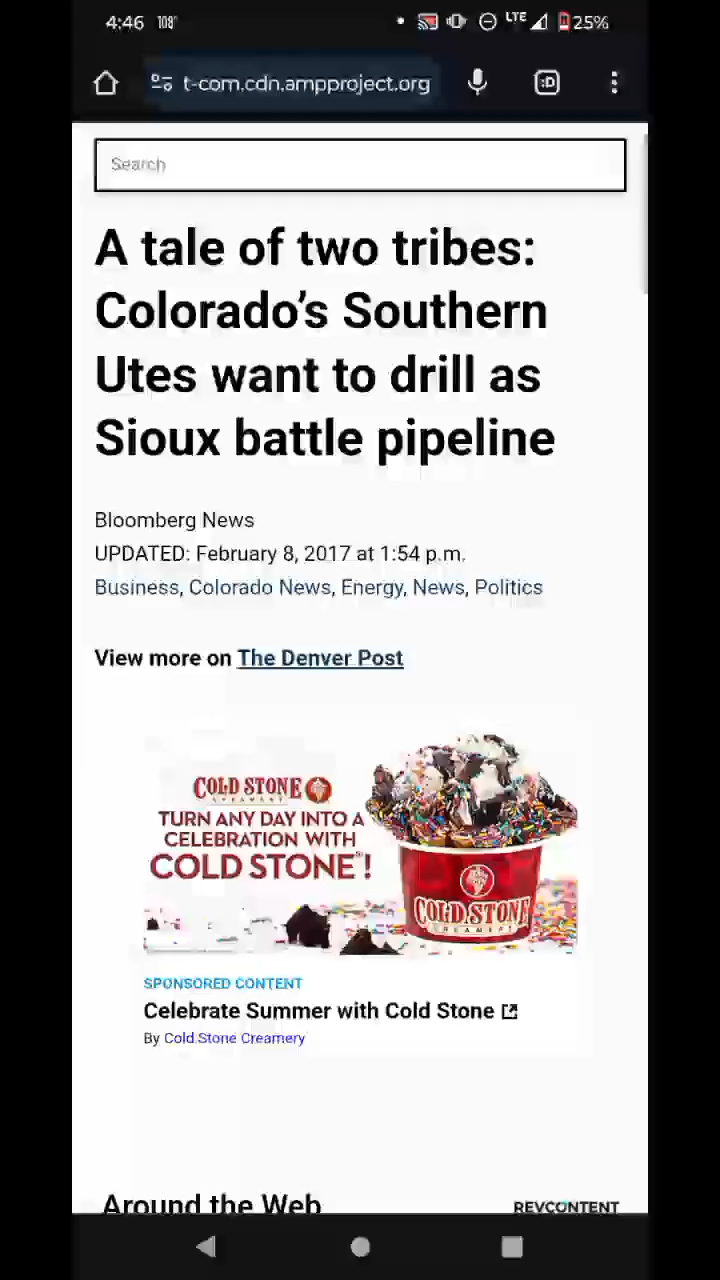 4:46 108° LTE 25%
t-com.cdn.ampproject.org :D
Search
A tale of two tribes:
Colorado’s Southern
Utes want to drill as
Sioux battle pipeline
Bloomberg News
UPDATED: February 8, 2017 at 1:54 p.m.
Business, Colorado News, Energy, News, Politics
View more on The Denver Post
COLD STONE
CREAMERY
TURN ANY DAY INTO A
CELEBRATION WITH
COLD STONE®!
COLD STONE
CREAMERY
SPONSORED CONTENT
Celebrate Summer with Cold Stone
By Cold Stone Creamery
Around the Web REVCONTENT